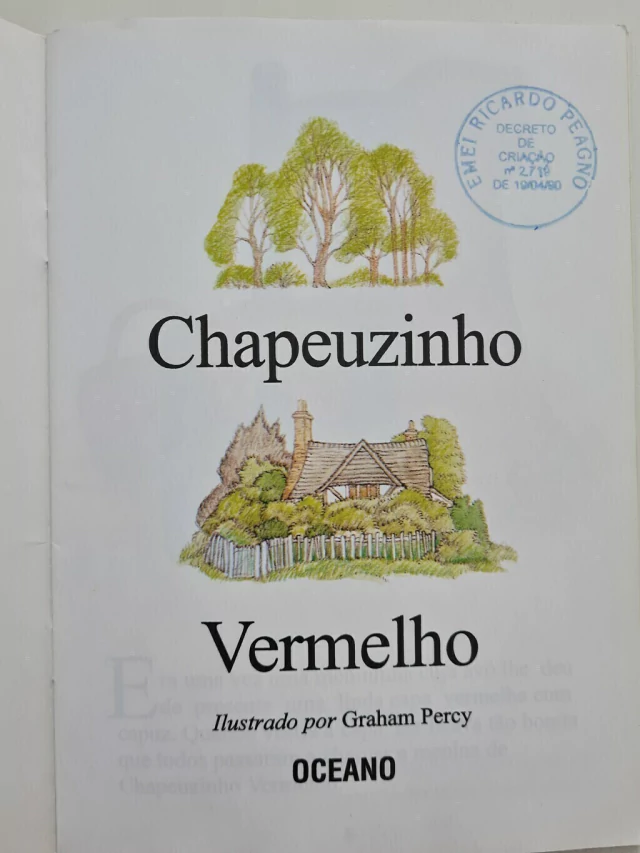 EMEI RICARDO PEAGNO
DECRETO
DE
CRIAÇÃO
DE 19/04/90
Chapeuzinho
Vermelho
Ilustrado por Graham Percy
OCEANO